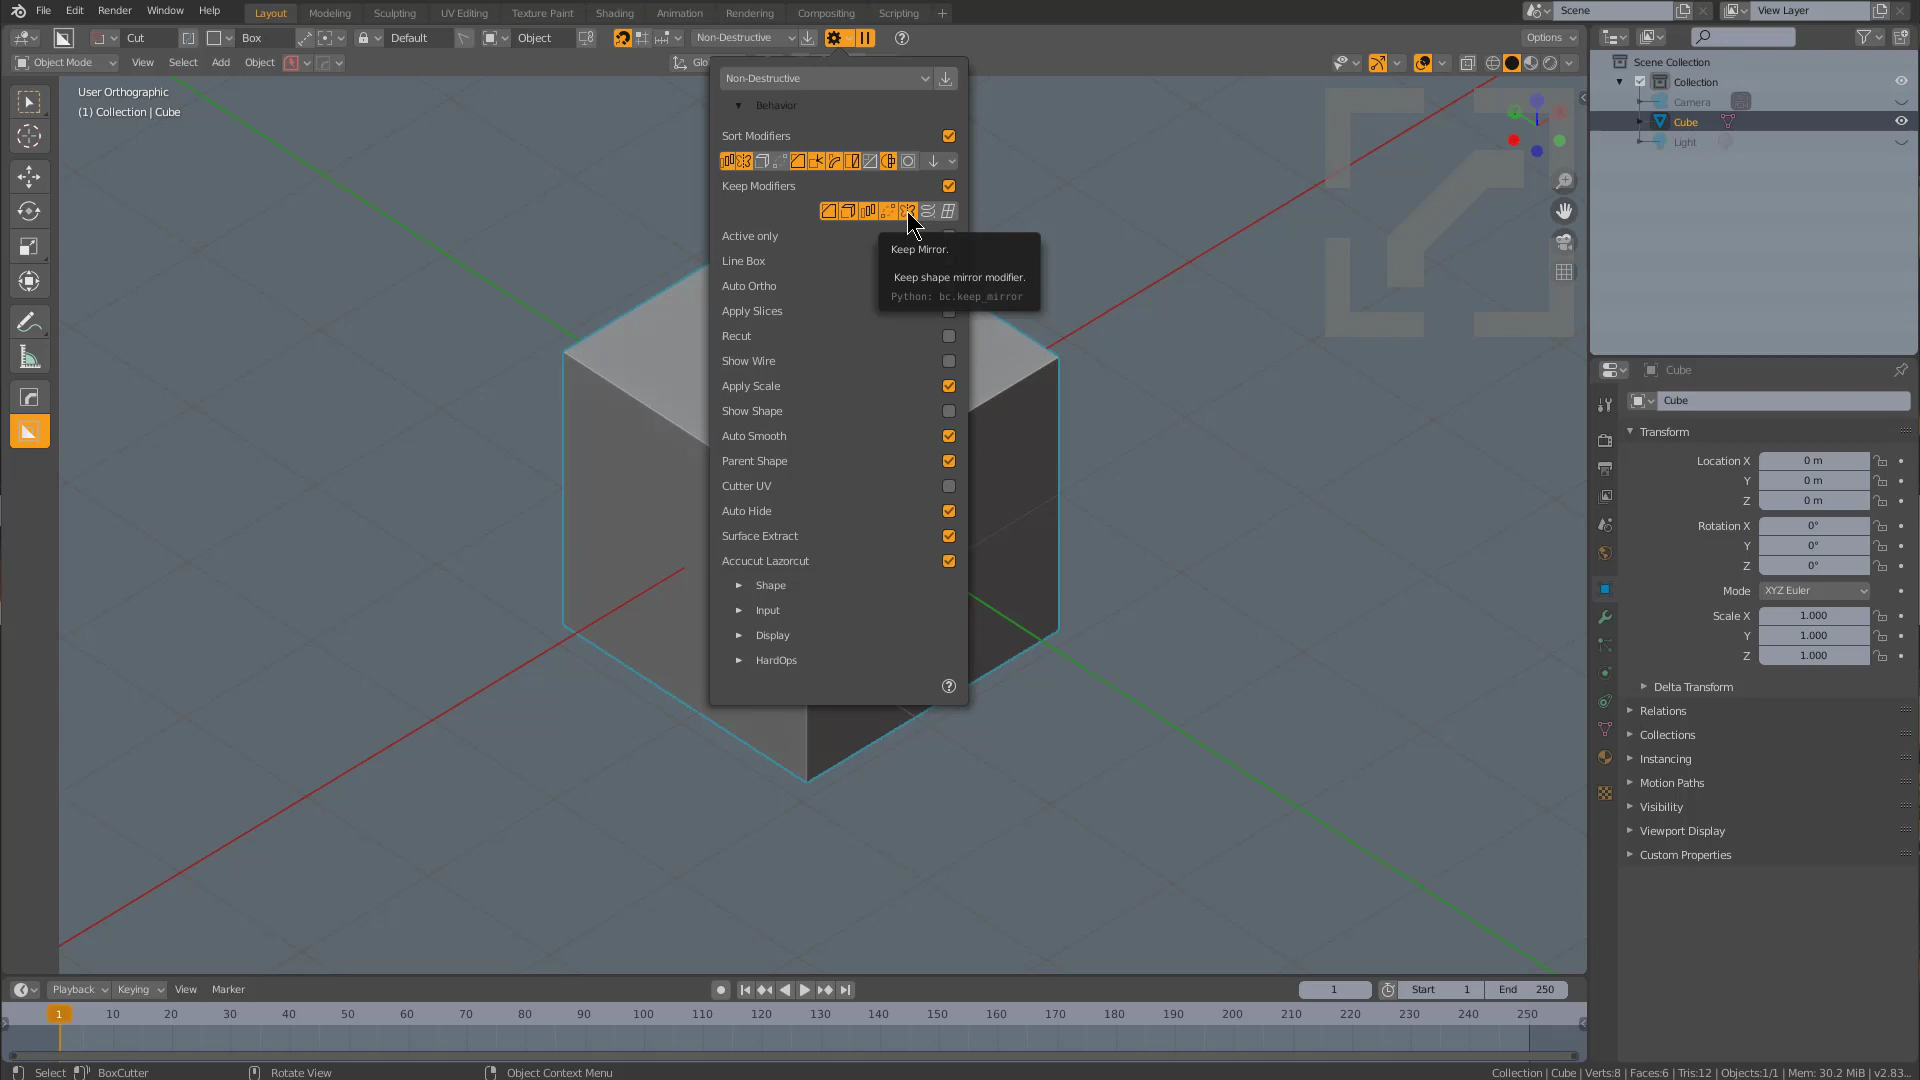 File Edit Render Window Help Layout Modeling Sculpting UV Editing Texture Paint Shading Animation Rendering Compositing Scripting + Scene View Layer
Cut Box Default Object Non-Destructive Options
Object Mode View Select Add Object Glo
User Orthographic
(1) Collection | Cube
Non-Destructive
Behavior
Sort Modifiers
Keep Modifiers
Active only
Line Box
Auto Ortho
Apply Slices
Recut
Show Wire
Apply Scale
Show Shape
Auto Smooth
Parent Shape
Cutter UV
Auto Hide
Surface Extract
Accucut Lazorcut
Shape
Input
Display
HardOps
Keep Mirror.
Keep shape mirror modifier.
Python: bc.keep_mirror
Scene Collection
Collection
Camera
Cube
Light
Cube
Cube
Transform
Location X 0 m
Y 0 m
Z 0 m
Rotation X 0°
Y 0°
Z 0°
Mode XYZ Euler
Scale X 1.000
Y 1.000
Z 1.000
Delta Transform
Relations
Collections
Instancing
Motion Paths
Visibility
Viewport Display
Custom Properties
Playback Keying View Marker 1 Start 1 End 250
1 10 20 30 40 50 60 70 80 90 100 110 120 130 140 150 160 170 180 190 200 210 220 230 240 250
Select BoxCutter Rotate View Object Context Menu Collection | Cube | Verts:8 | Faces:6 | Tris:12 | Objects:1/1 | Mem: 30.2 MiB | v2.83...